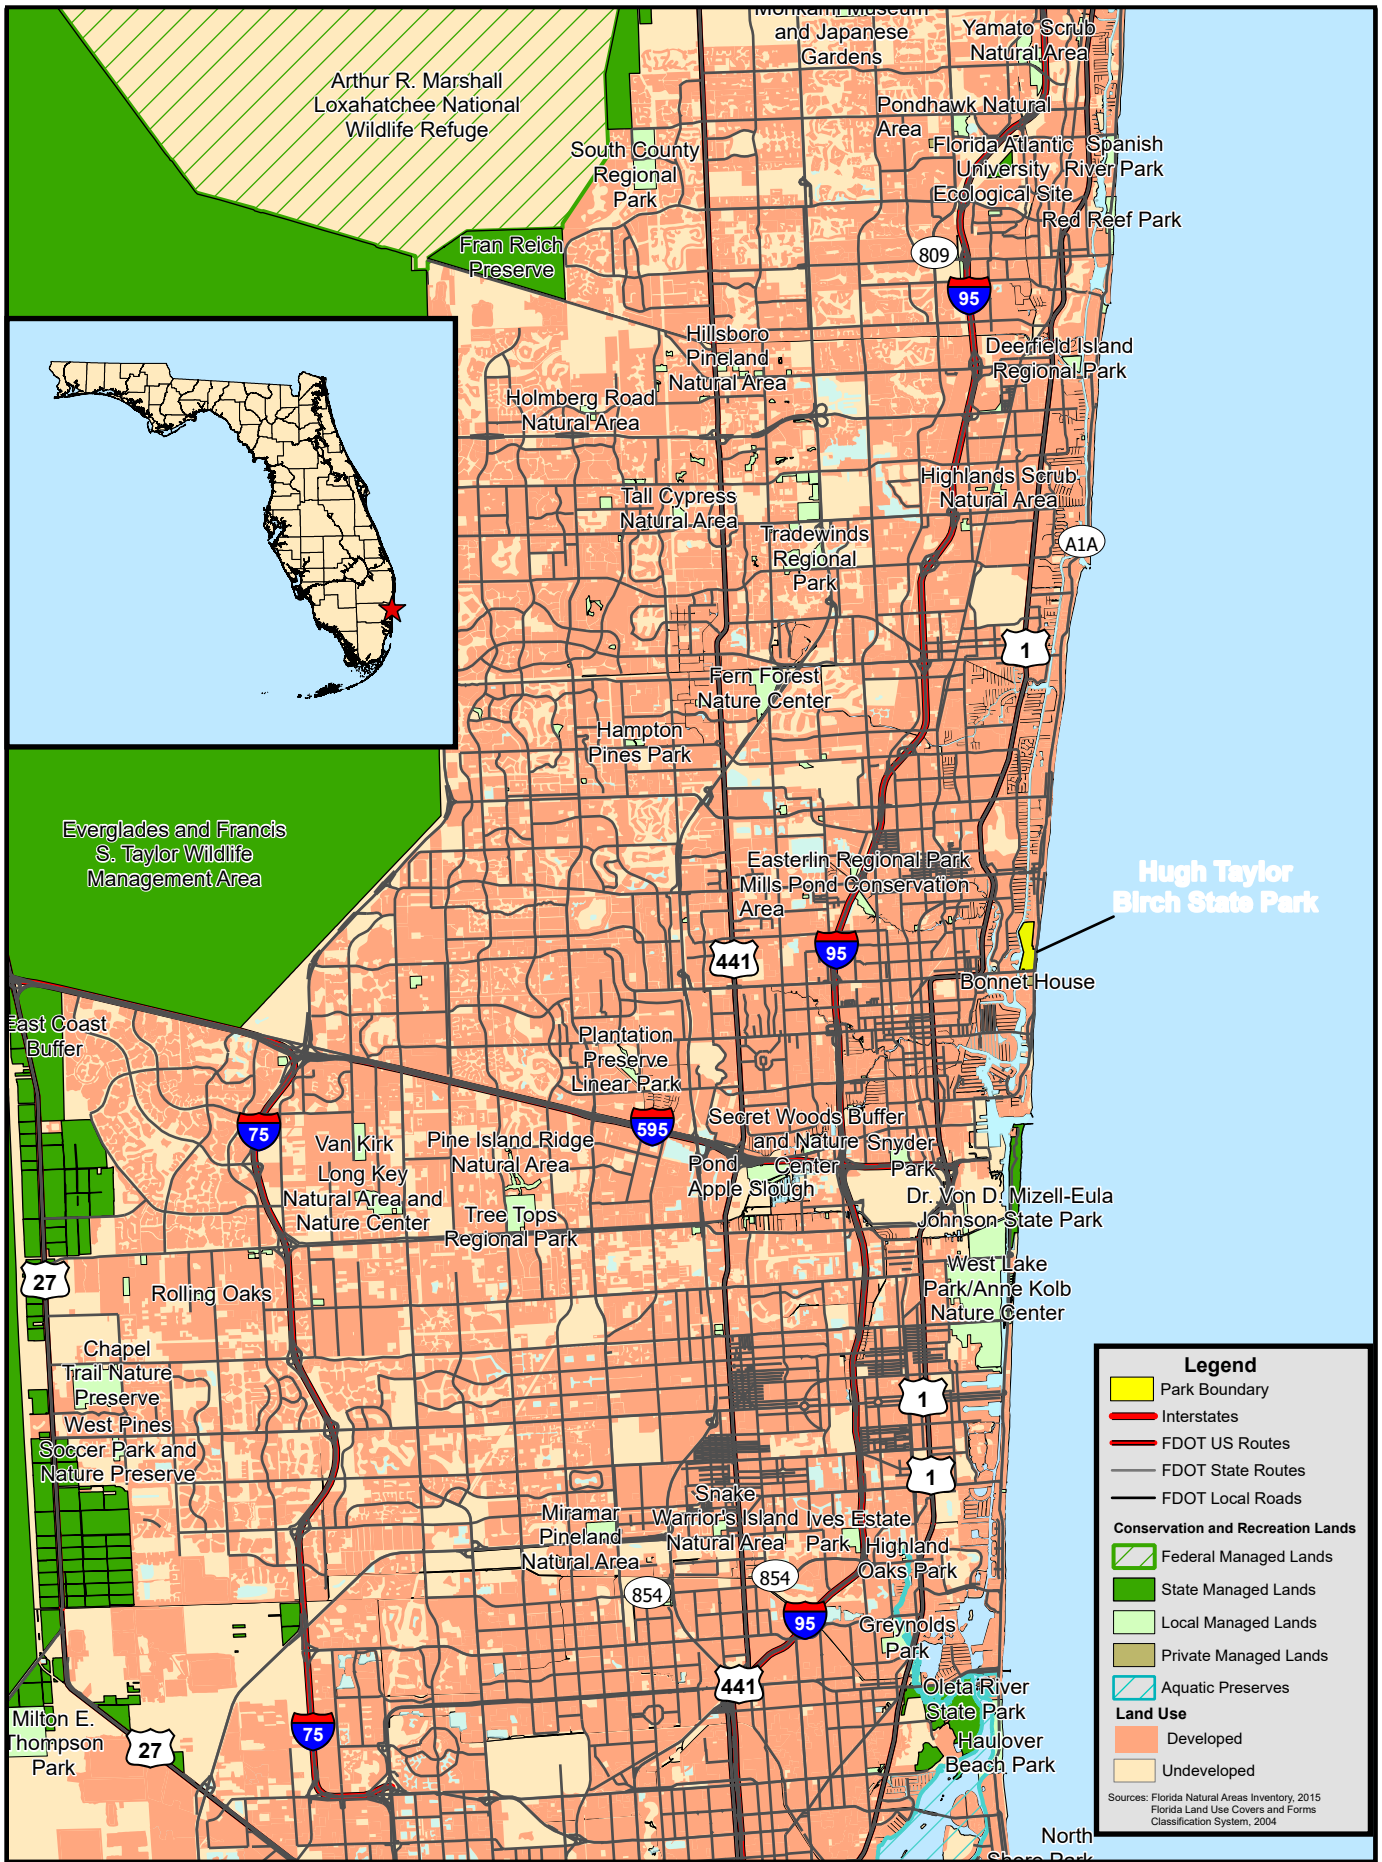 Morikami Museum
and Japanese
Gardens
Yamato Scrub
Natural Area
Arthur R. Marshall
Loxahatchee National
Wildlife Refuge
Pondhawk Natural
Area
South County
Regional
Park
Florida Atlantic
University
Ecological Site
Spanish
River Park
Red Reef Park
Fran Reich
Preserve
809
95
Hillsboro
Pineland
Natural Area
Deerfield Island
Regional Park
Holmberg Road
Natural Area
Highlands Scrub
Natural Area
Tall Cypress
Natural Area
Tradewinds
Regional
Park
A1A
1
Fern Forest
Nature Center
Hampton
Pines Park
Everglades and Francis
S. Taylor Wildlife
Management Area
Easterlin Regional Park
Mills Pond Conservation
Area
Hugh Taylor
Birch State Park
441
95
Bonnet House
East Coast
Buffer
Plantation
Preserve
Linear Park
75
595
Secret Woods Buffer
and Nature
Center
Snyder
Park
Van Kirk
Pine Island Ridge
Natural Area
Pond
Apple Slough
Long Key
Natural Area and
Nature Center
Tree Tops
Regional Park
Dr. Von D. Mizell-Eula
Johnson State Park
West Lake
Park/Anne Kolb
Nature Center
27
Rolling Oaks
Chapel
Trail Nature
Preserve
West Pines
Soccer Park and
Nature Preserve
1
1
Snake
Warrior's Island
Natural Area
Ives Estate
Park
Miramar
Pineland
Natural Area
Highland
Oaks Park
854
854
95
Greynolds
Park
441
Oleta River
State Park
Milton E.
Thompson
Park
27
75
Haulover
Beach Park
North
Shore Park
Legend
Park Boundary
Interstates
FDOT US Routes
FDOT State Routes
FDOT Local Roads
Conservation and Recreation Lands
Federal Managed Lands
State Managed Lands
Local Managed Lands
Private Managed Lands
Aquatic Preserves
Land Use
Developed
Undeveloped
Sources: Florida Natural Areas Inventory, 2015
Florida Land Use Covers and Forms
Classification System, 2004